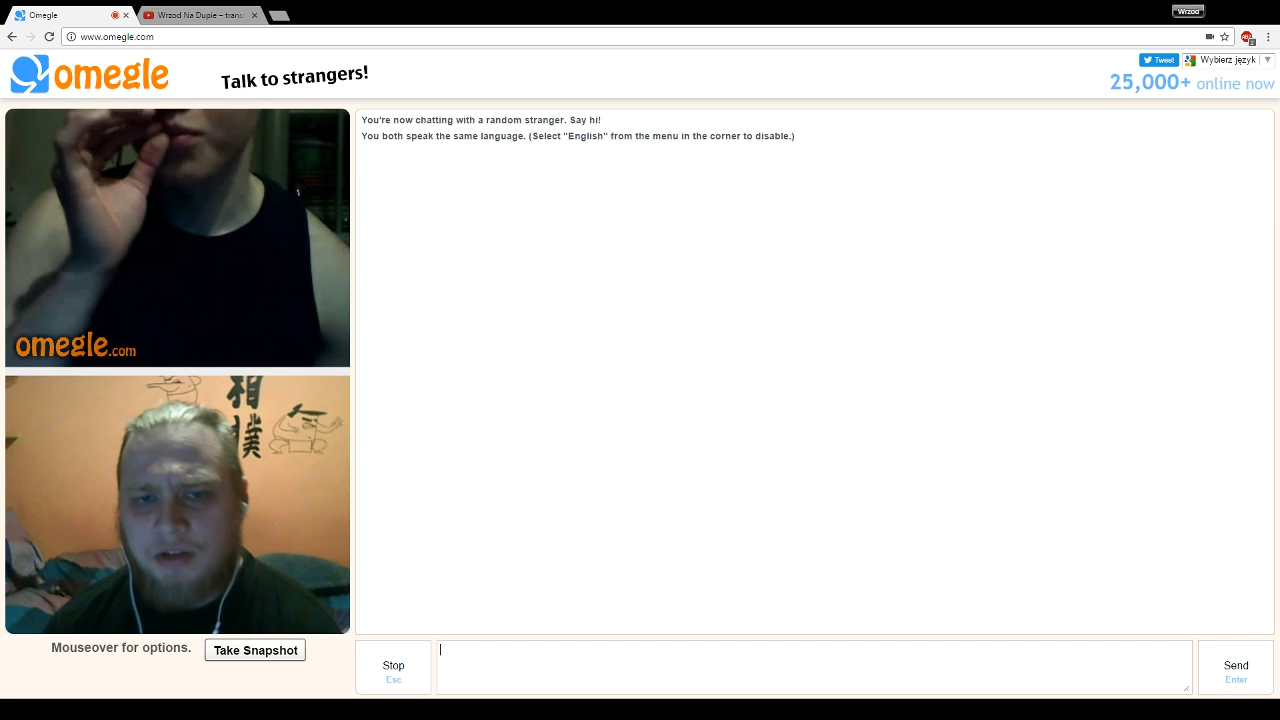 Omegle
Wrzod Na Dupie – trans
Wrzod
www.omegle.com
omegle
Talk to strangers!
Tweet
Wybierz język
25,000+ online now
You're now chatting with a random stranger. Say hi!
You both speak the same language. (Select "English" from the menu in the corner to disable.)
omegle.com
相
撲
Mouseover for options.
Take Snapshot
Stop
Esc
Send
Enter